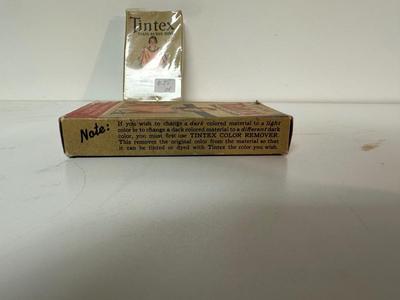 Tintex
Note:
If you wish to change a dark colored material to a light
color or to change a dark colored material to a different dark
color, you must first use TINTEX COLOR REMOVER.
This removes the original color from the material so that
it can be tinted or dyed with Tintex the color you wish.